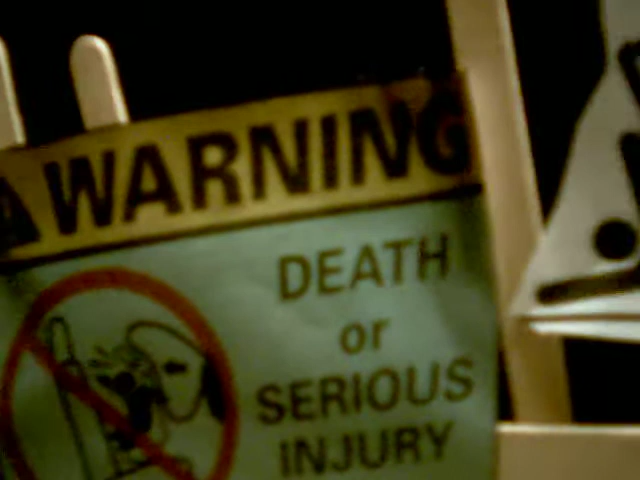 WARNING
DEATH
or
SERIOUS
INJURY